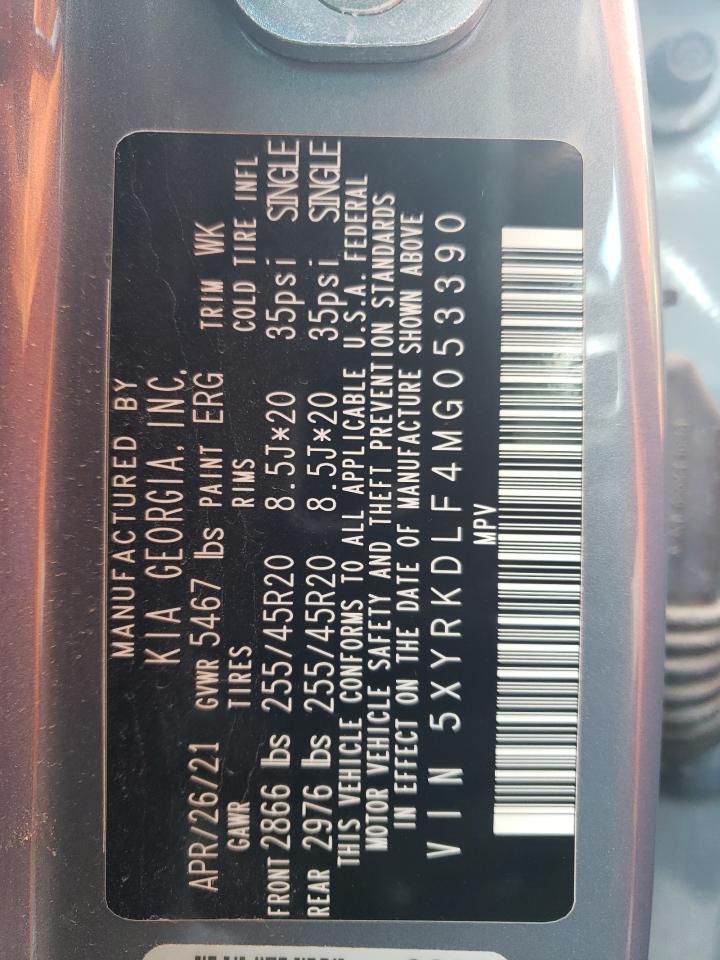 MANUFACTURED BY
KIA GEORGIA, INC.
APR/26/21 GVWR 5467 lbs PAINT ERG TRIM WK
GAWR TIRES RIMS COLD TIRE INFL
FRONT 2866 lbs 255/45R20 8.5J*20 35psi SINGLE
REAR 2976 lbs 255/45R20 8.5J*20 35psi SINGLE
THIS VEHICLE CONFORMS TO ALL APPLICABLE U.S.A. FEDERAL
MOTOR VEHICLE SAFETY AND THEFT PREVENTION STANDARDS
IN EFFECT ON THE DATE OF MANUFACTURE SHOWN ABOVE
VIN 5XYRKDLF4MG053390
MPV